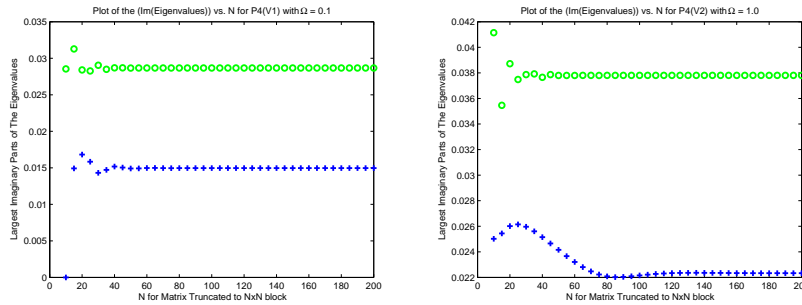 Plot of the (Im(Eigenvalues)) vs. N for P4(V1) with Ω = 0.1
0.035
0.03
0.025
0.02
0.015
0.01
0.005
0
Largest Imaginary Parts of The Eigenvalues
0 20 40 60 80 100 120 140 160 180 200
N for Matrix Truncated to NxN block
Plot of the (Im(Eigenvalues)) vs. N for P4(V2) with Ω = 1.0
0.042
0.04
0.038
0.036
0.034
0.032
0.03
0.028
0.026
0.024
0.022
Largest Imaginary Parts of The Eigenvalues
0 20 40 60 80 100 120 140 160 180 200
N for Matrix Truncated to NxN block